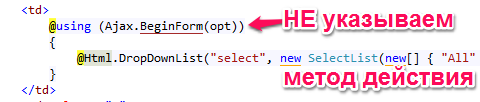 <td>
@using (Ajax.BeginForm(opt)) НЕ указываем
{
@Html.DropDownList("select", new SelectList(new[] { "All"
} метод действия
</td>